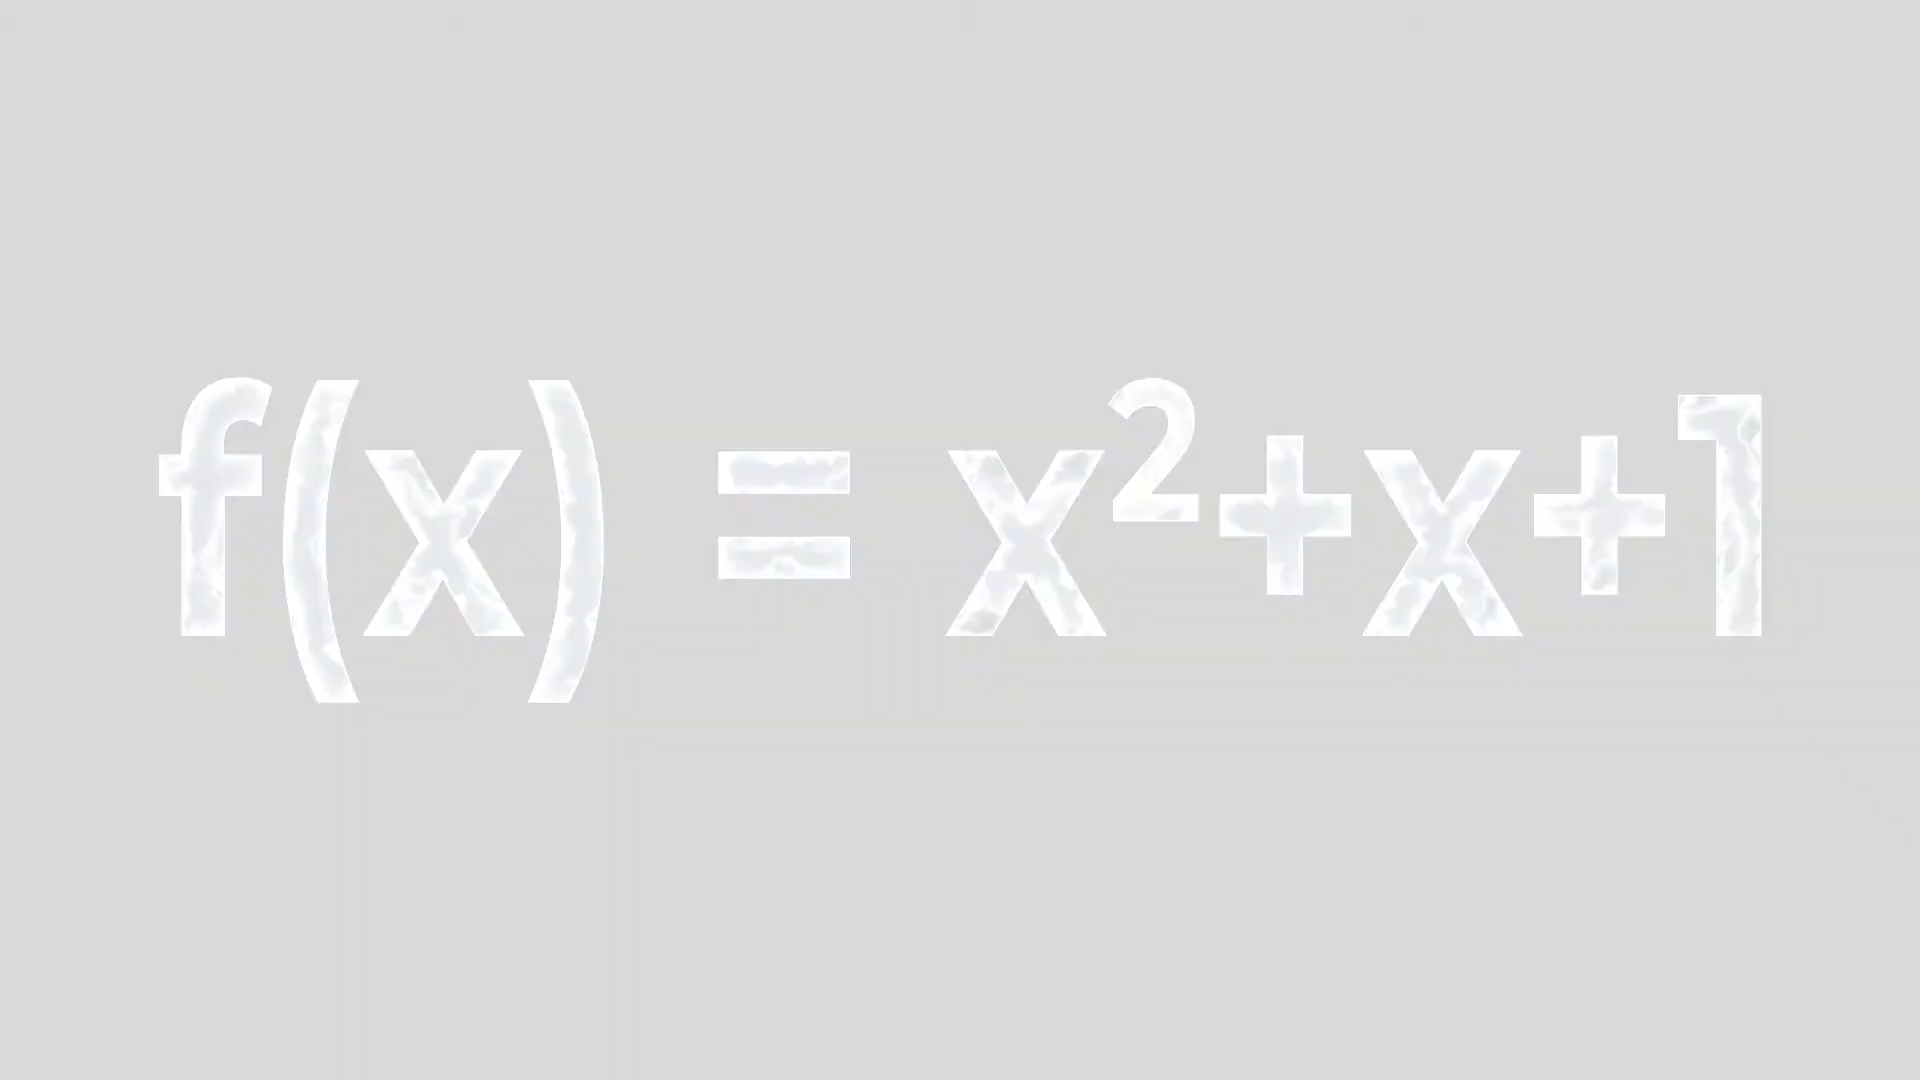 f(x) = x²+x+1